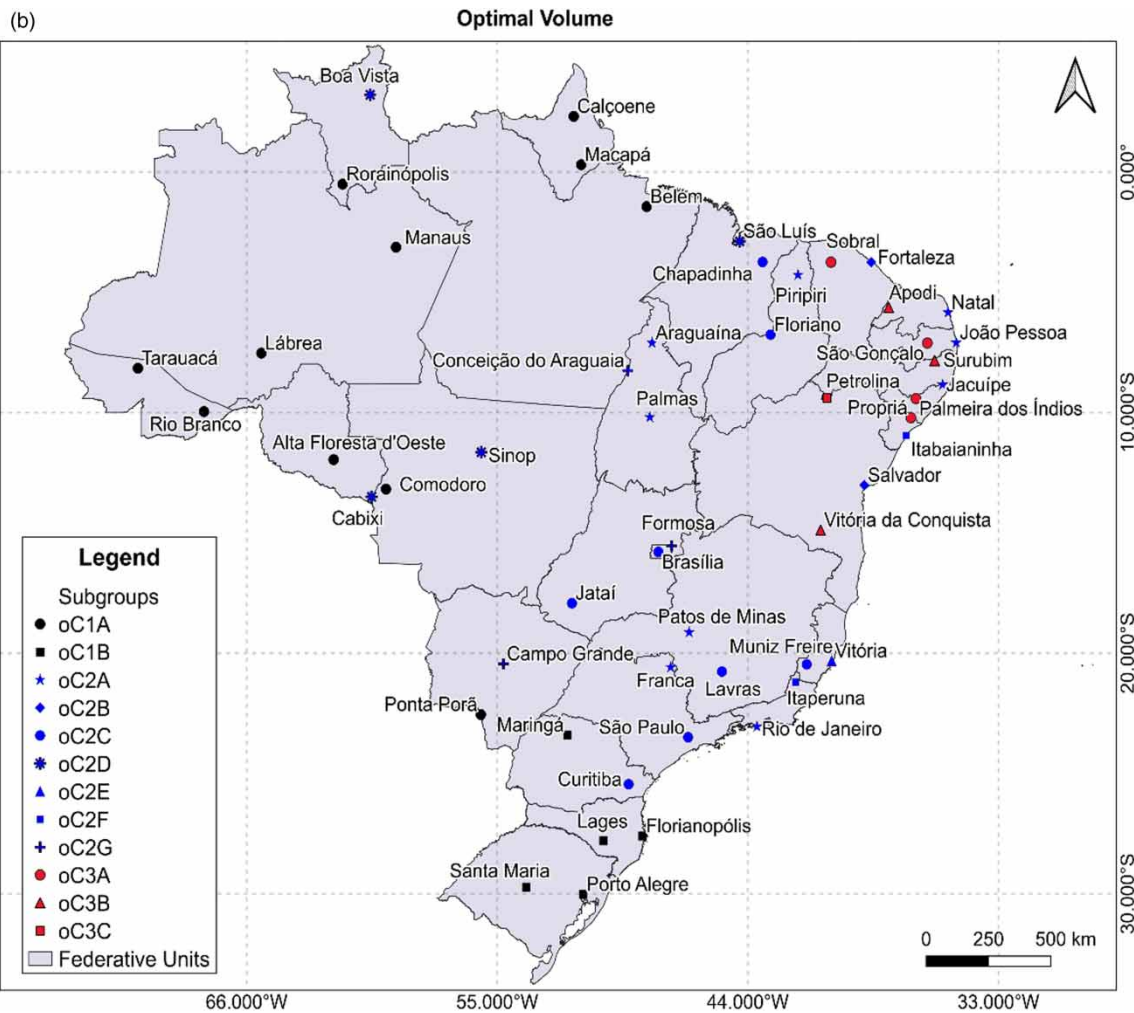 (b)
Optimal Volume
Boa Vista
Calçoene
Macapá
Roráinópolis
Belém
Manaus
São Luís
Sobral
Fortaleza
Chapadinha
Piripiri
Apodi
Natal
Araguaína
Floriano
João Pessoa
Lábrea
São Gonçalo
Tarauacá
Conceição do Araguaia
Surubim
Petrolina
Jacuípe
Palmas
Propriá
Palmeira dos Índios
Rio Branco
Itabaianinha
Alta Floresta d'Oeste
Sinop
Salvador
Comodoro
Cabixi
Vitória da Conquista
Formosa
Brasília
Jataí
Patos de Minas
Muniz Freire
Vitória
Campo Grande
Franca
Lavras
Itaperuna
Ponta Porã
Maringá
São Paulo
Rio de Janeiro
Curitiba
Lages
Florianópolis
Santa Maria
Porto Alegre
Legend
Subgroups
oC1A
oC1B
oC2A
oC2B
oC2C
oC2D
oC2E
oC2F
oC2G
oC3A
oC3B
oC3C
Federative Units
0 250 500 km
0.000°
10.000°S
20.000°S
30.000°S
66.000°W 55.000°W 44.000°W 33.000°W